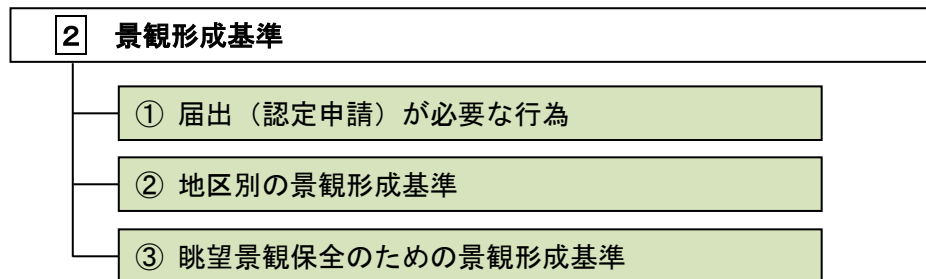 2 景観形成基準
① 届出（認定申請）が必要な行為
② 地区別の景観形成基準
③ 眺望景観保全のための景観形成基準